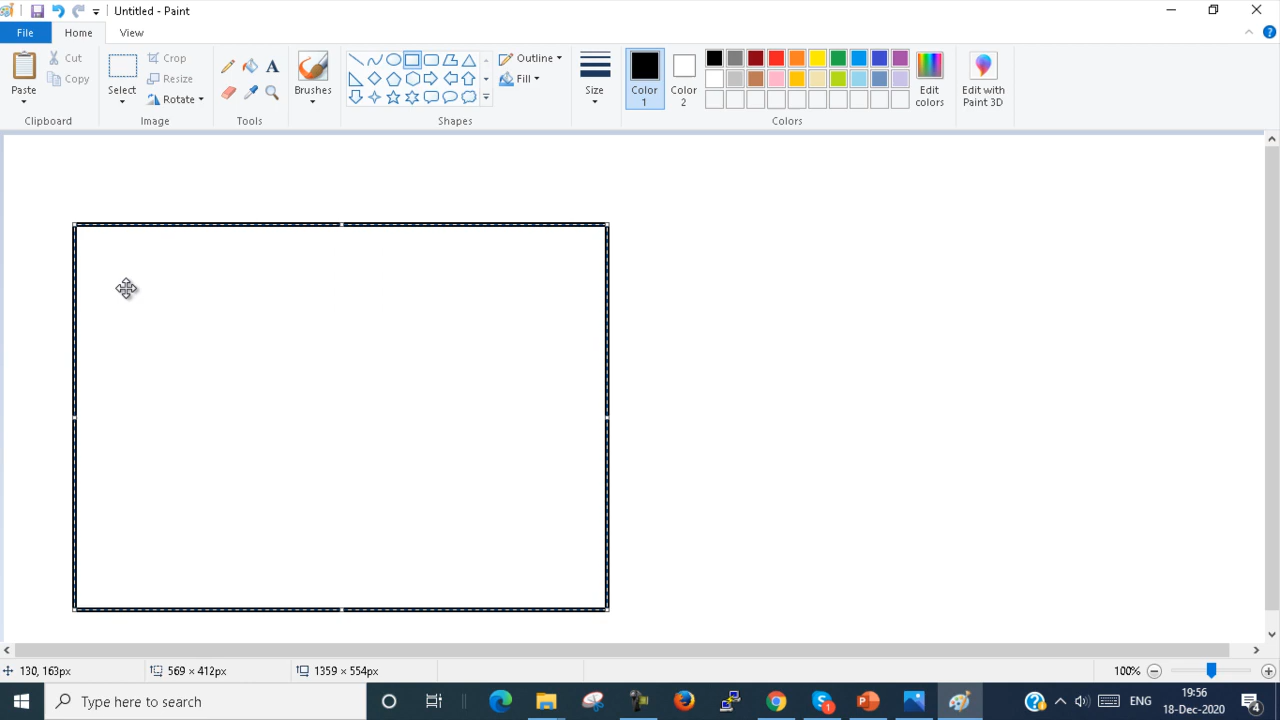 Untitled - Paint
File Home View
Paste
Cut
Copy
Clipboard
Select
Crop
Resize
Rotate
Image
A
Tools
Brushes
Shapes
Outline
Fill
Size
Color 1
Color 2
Colors
Edit colors
Edit with Paint 3D
130, 163px 569 × 412px 1359 × 554px 100%
Type here to search
ENG
19:56
18-Dec-2020
1
4